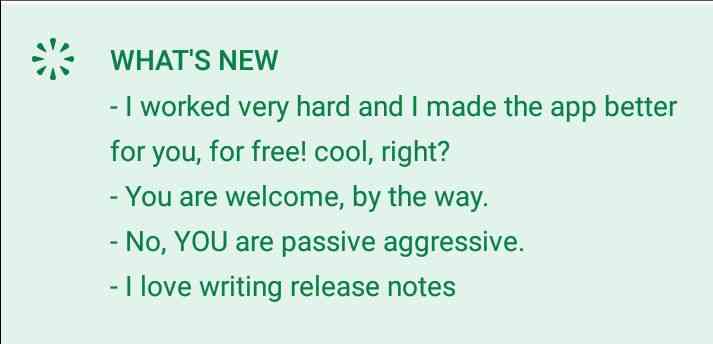 WHAT'S NEW
- I worked very hard and I made the app better
for you, for free! cool, right?
- You are welcome, by the way.
- No, YOU are passive aggressive.
- I love writing release notes